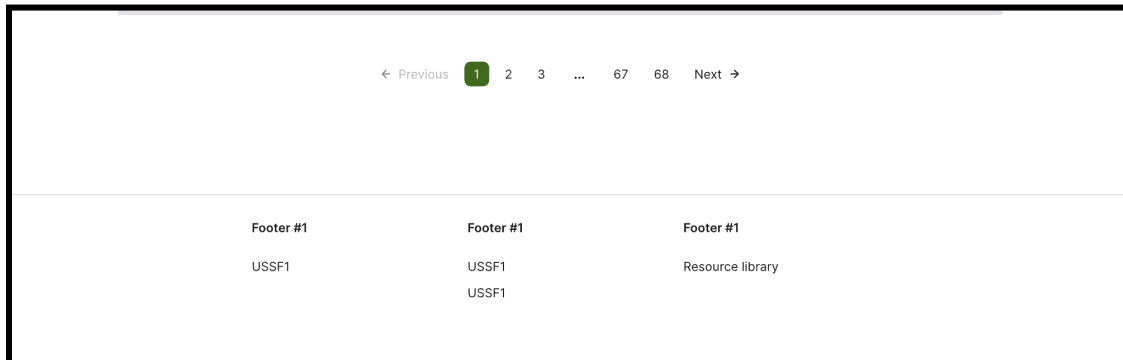 ← Previous 1 2 3 ... 67 68 Next →
Footer #1 Footer #1 Footer #1
USSF1 USSF1 Resource library
USSF1